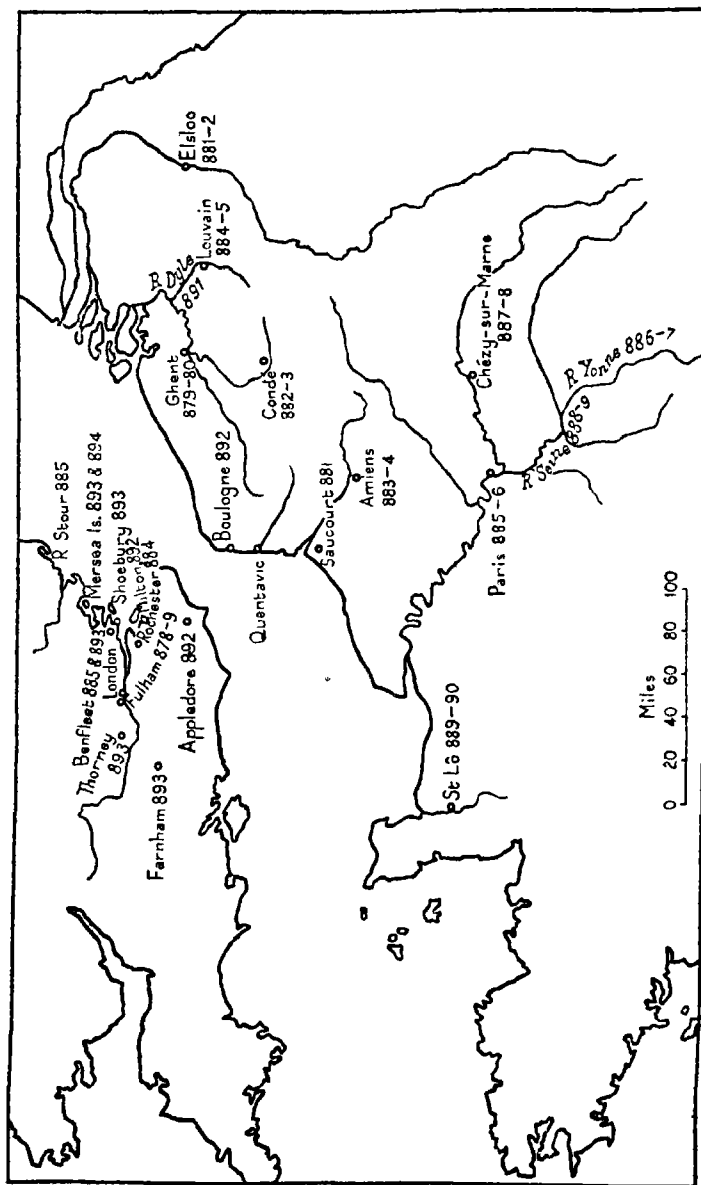 R Stour 885
Mersea Is. 893 & 894
Shoebury 893
Benfleet 885 & 893
Milton 892
Rochester 884
London
Fulham 878-9
Thorney
893
Farnham 893
Appledore 892
Elsloo
881-2
Louvain
884-5
R Dyle
891
Ghent
879-80
Condé
882-3
Boulogne 892
Quentavic
Saucourt 881
Amiens
883-4
Chézy-sur-Marne
887-8
R Yonne 886→
R Seine 888-9
Paris 885-6
St Lô 889-90
0 20 40 60 80 100
Miles